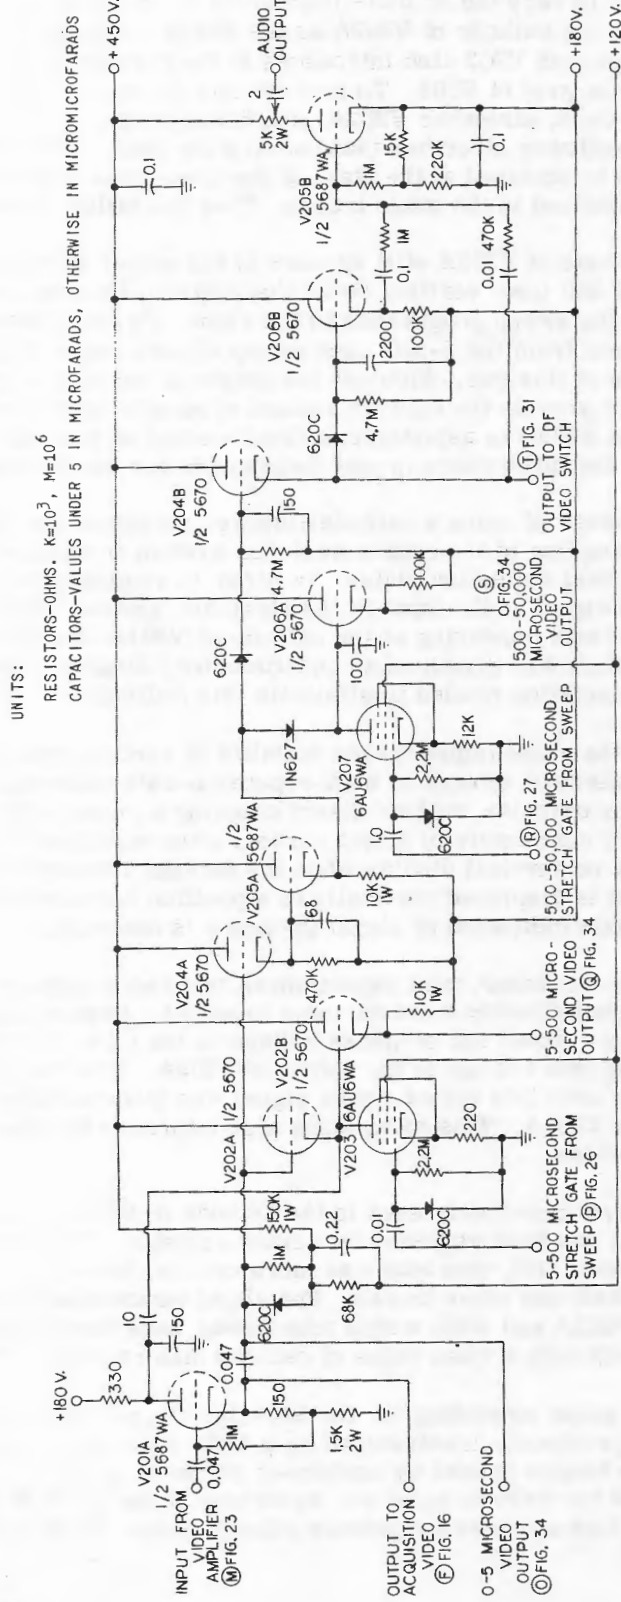 UNITS:
RESISTORS-OHMS. K=10³, M=10⁶
CAPACITORS-VALUES UNDER 5 IN MICROFARADS, OTHERWISE IN MICROMICROFARADS
+180V.
330
V201A
1/2 5687WA
INPUT FROM
VIDEO
AMPLIFIER
Ⓜ FIG. 23
0.047
1M
150
10
150
15K
2W
0.047
OUTPUT TO
ACQUISITION
VIDEO
Ⓕ FIG. 16
0-5 MICROSECOND
VIDEO
OUTPUT
Ⓞ FIG. 34
620C
1M
150K
1W
68K
0.22
0.01
620C
2.2M
220
V202A
1/2 5670
V202B
1/2 5670
V203
6AU6WA
5-500 MICROSECOND
STRETCH GATE FROM
SWEEP Ⓟ FIG. 26
V204A
1/2 5670
470K
68
10K
1W
5-500 MICRO-
SECOND VIDEO
OUTPUT Ⓠ FIG. 34
V205A
1/2
5687WA
10K
1W
1N627
V207
6AU6WA
1.0
620C
2.2M
12K
Ⓡ FIG. 27
500-50,000 MICROSECOND
STRETCH GATE FROM SWEEP
620C
V206A
1/2 5670
100
4.7M
150
100K
V204B
1/2 5670
Ⓢ FIG. 34
500-50,000
MICROSECOND
VIDEO
OUTPUT
Ⓣ FIG. 31
OUTPUT TO DF
VIDEO SWITCH
620C
4.7M
2200
100K
V206B
1/2 5670
0.1
1M
0.01
470K
V205B
1/2 5687WA
1M
150
220K
0.1
5K
2W
2
AUDIO
OUTPUT
0.1
+450V.
+180V.
+120V.